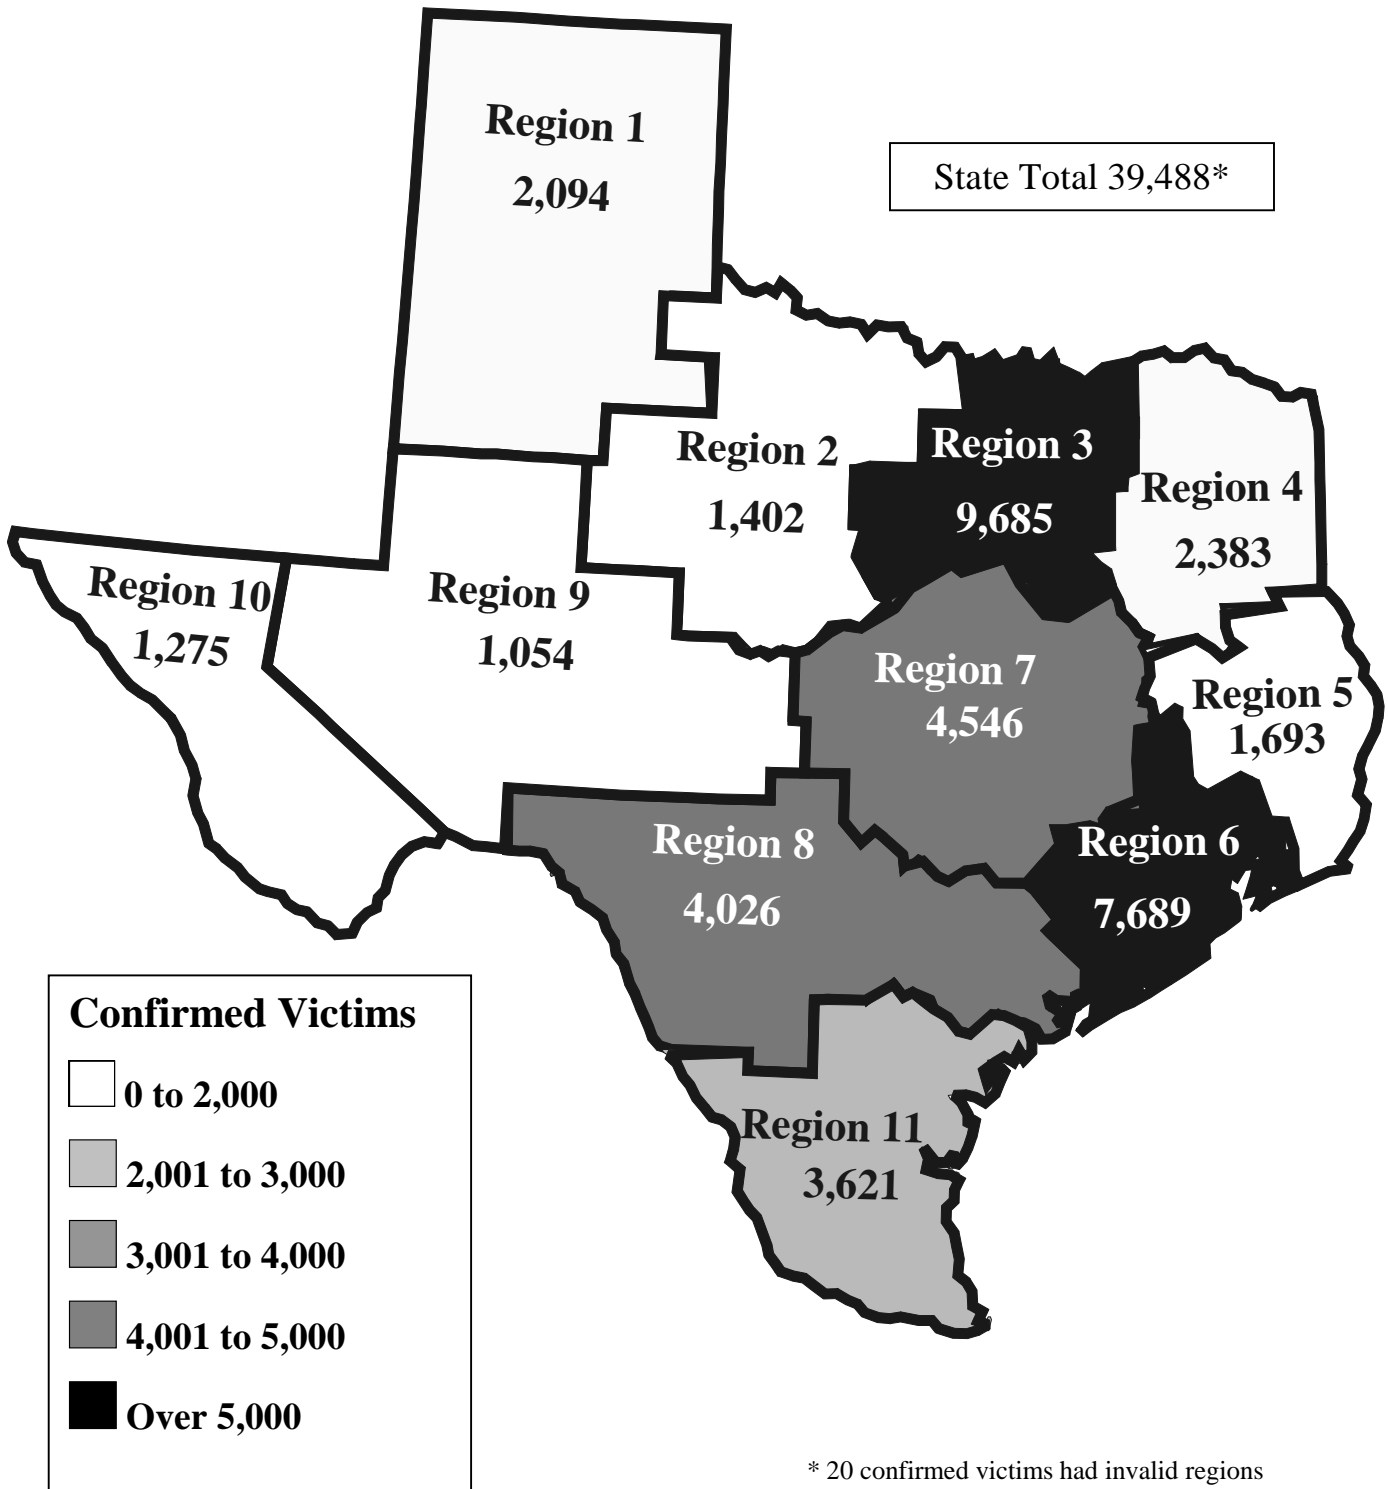 Region 1
2,094
State Total 39,488*
Region 2
1,402
Region 3
9,685
Region 4
2,383
Region 10
1,275
Region 9
1,054
Region 7
4,546
Region 5
1,693
Region 8
4,026
Region 6
7,689
Region 11
3,621
Confirmed Victims
0 to 2,000
2,001 to 3,000
3,001 to 4,000
4,001 to 5,000
Over 5,000
* 20 confirmed victims had invalid regions